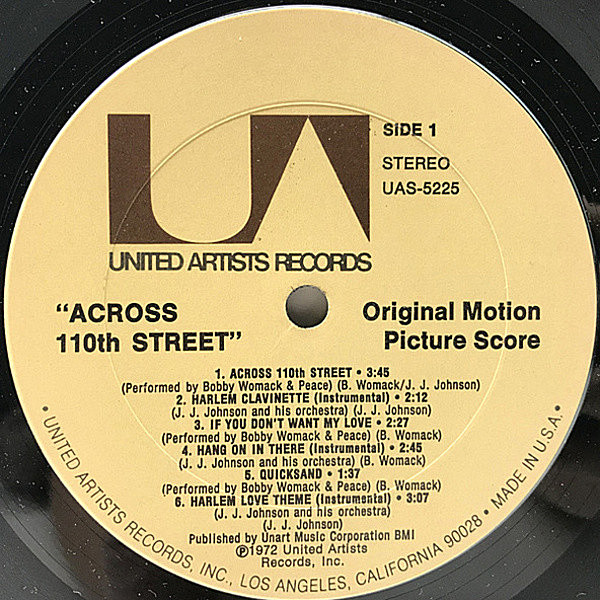 UA
SIDE 1
STEREO
UAS-5225
UNITED ARTISTS RECORDS
"ACROSS
110th STREET"
Original Motion
Picture Score
1. ACROSS 110th STREET • 3:45
(Performed by Bobby Womack & Peace) (B. Womack/J. J. Johnson)
2. HARLEM CLAVINETTE (Instrumental) • 2:12
(J. J. Johnson and his orchestra) (J. J. Johnson)
3. IF YOU DON'T WANT MY LOVE • 2:27
(Performed by Bobby Womack & Peace) (B. Womack)
4. HANG ON IN THERE (Instrumental) • 2:45
(J. J. Johnson and his orchestra) (B. Womack)
5. QUICKSAND • 1:37
(Performed by Bobby Womack & Peace) (B. Womack)
6. HARLEM LOVE THEME (Instrumental) • 3:07
(J. J. Johnson and his orchestra)
(J. J. Johnson)
Published by Unart Music Corporation BMI
℗1972 United Artists
Records, Inc.
• UNITED ARTISTS RECORDS, INC., LOS ANGELES, CALIFORNIA 90028 • MADE IN U.S.A. •